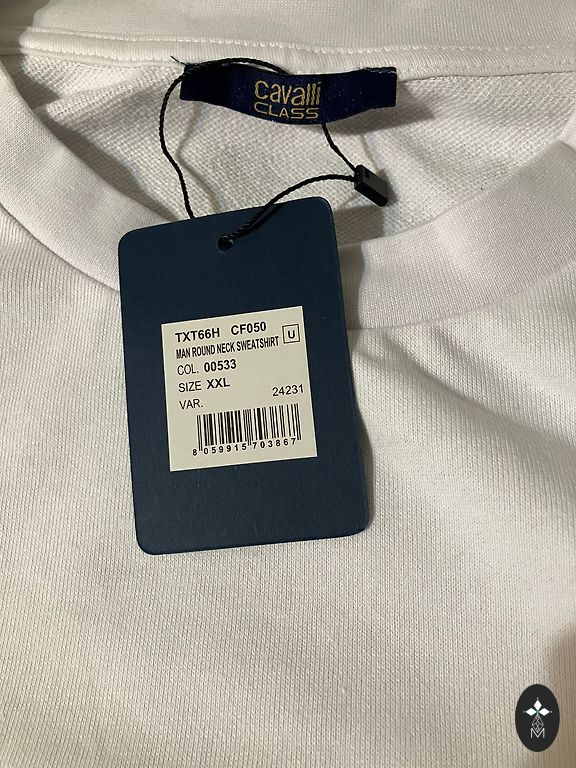 cavalli
CLASS
TXT66H CF050
MAN ROUND NECK SWEATSHIRT U
COL. 00533
SIZE XXL
VAR. 24231
8 059915 703867
M